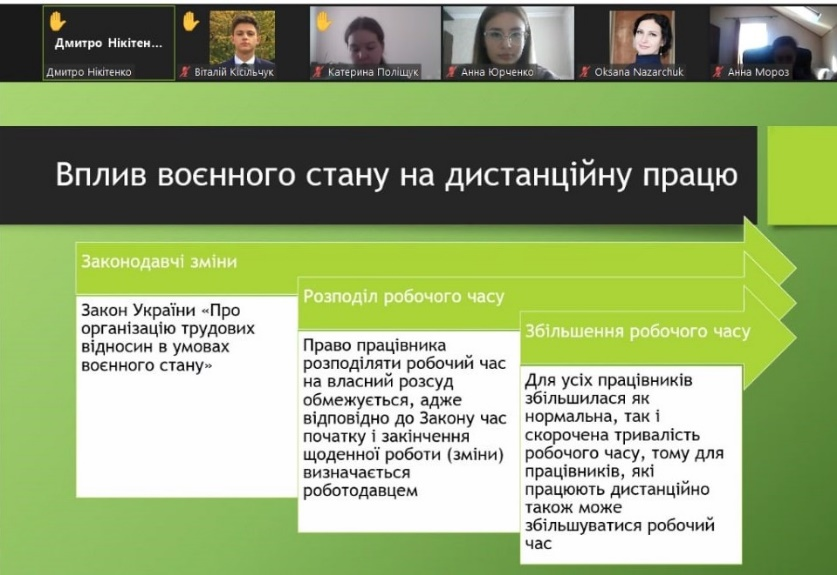 Дмитро Нікітен...
Дмитро Нікітенко
Віталій Кісільчук
Катерина Поліщук
Анна Юрченко
Oksana Nazarchuk
Анна Мороз
Вплив воєнного стану на дистанційну працю
Законодавчі зміни
Закон України «Про
організацію трудових
відносин в умовах
воєнного стану»
Розподіл робочого часу
Право працівника
розподіляти робочий час
на власний розсуд
обмежується, адже
відповідно до Закону час
початку і закінчення
щоденної роботи (зміни)
визначається
роботодавцем
Збільшення робочого часу
Для усіх працівників
збільшилася як
нормальна, так і
скорочена тривалість
робочого часу, тому для
працівників, які
працюють дистанційно
також може
збільшуватися робочий
час